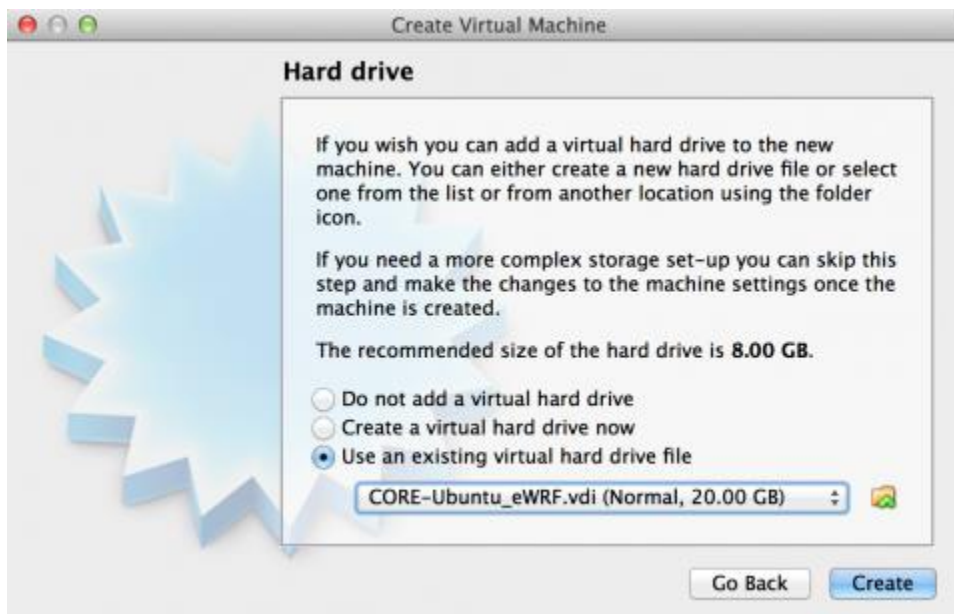 Create Virtual Machine
Hard drive
If you wish you can add a virtual hard drive to the new
machine. You can either create a new hard drive file or select
one from the list or from another location using the folder
icon.
If you need a more complex storage set-up you can skip this
step and make the changes to the machine settings once the
machine is created.
The recommended size of the hard drive is 8.00 GB.
Do not add a virtual hard drive
Create a virtual hard drive now
Use an existing virtual hard drive file
CORE-Ubuntu_eWRF.vdi (Normal, 20.00 GB)
Go Back
Create